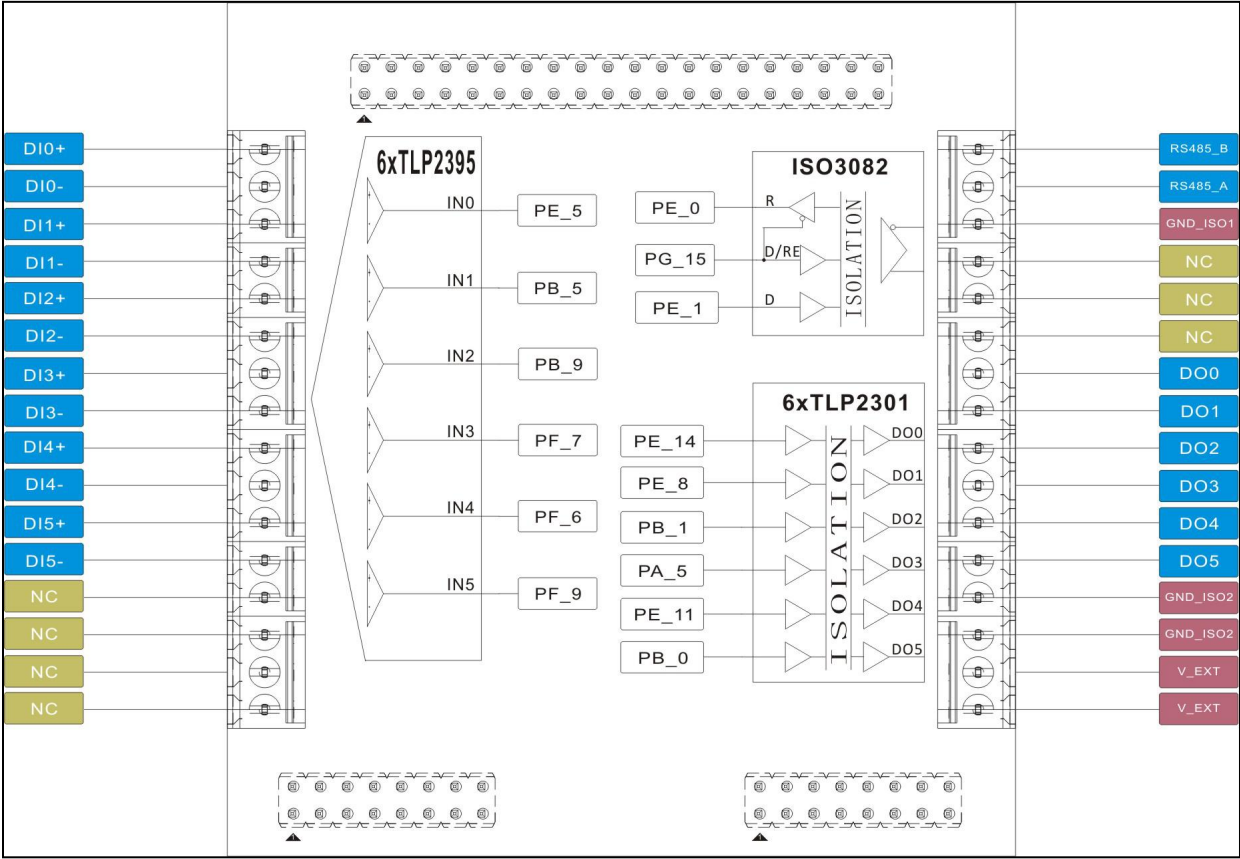 DI0+
DI0-
DI1+
DI1-
DI2+
DI2-
DI3+
DI3-
DI4+
DI4-
DI5+
DI5-
NC
NC
NC
NC
6xTLP2395
IN0
PE_5
IN1
PB_5
IN2
PB_9
IN3
PF_7
IN4
PF_6
IN5
PF_9
ISO3082
PE_0
R
PG_15
D/RE
PE_1
D
ISOLATION
6xTLP2301
PE_14
DO0
PE_8
DO1
PB_1
DO2
PA_5
DO3
PE_11
DO4
PB_0
DO5
ISOLATION
RS485_B
RS485_A
GND_ISO1
NC
NC
NC
DO0
DO1
DO2
DO3
DO4
DO5
GND_ISO2
GND_ISO2
V_EXT
V_EXT